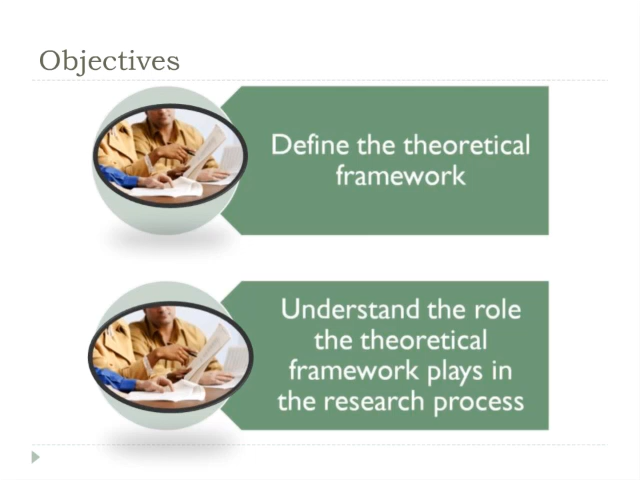 Objectives
Define the theoretical
framework
Understand the role
the theoretical
framework plays in
the research process